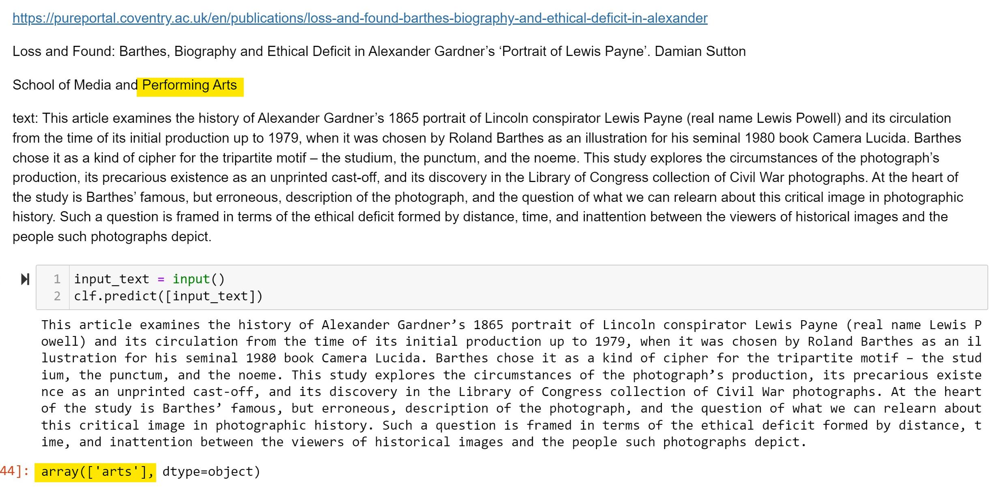 https://pureportal.coventry.ac.uk/en/publications/loss-and-found-barthes-biography-and-ethical-deficit-in-alexander
Loss and Found: Barthes, Biography and Ethical Deficit in Alexander Gardner’s ‘Portrait of Lewis Payne’. Damian Sutton
School of Media and Performing Arts
text: This article examines the history of Alexander Gardner’s 1865 portrait of Lincoln conspirator Lewis Payne (real name Lewis Powell) and its circulation
from the time of its initial production up to 1979, when it was chosen by Roland Barthes as an illustration for his seminal 1980 book Camera Lucida. Barthes
chose it as a kind of cipher for the tripartite motif – the studium, the punctum, and the noeme. This study explores the circumstances of the photograph’s
production, its precarious existence as an unprinted cast-off, and its discovery in the Library of Congress collection of Civil War photographs. At the heart of
the study is Barthes’ famous, but erroneous, description of the photograph, and the question of what we can relearn about this critical image in photographic
history. Such a question is framed in terms of the ethical deficit formed by distance, time, and inattention between the viewers of historical images and the
people such photographs depict.
1 input_text = input()
2 clf.predict([input_text])
This article examines the history of Alexander Gardner’s 1865 portrait of Lincoln conspirator Lewis Payne (real name Lewis P
owell) and its circulation from the time of its initial production up to 1979, when it was chosen by Roland Barthes as an il
lustration for his seminal 1980 book Camera Lucida. Barthes chose it as a kind of cipher for the tripartite motif – the stud
ium, the punctum, and the noeme. This study explores the circumstances of the photograph’s production, its precarious existe
nce as an unprinted cast-off, and its discovery in the Library of Congress collection of Civil War photographs. At the heart
of the study is Barthes’ famous, but erroneous, description of the photograph, and the question of what we can relearn about
this critical image in photographic history. Such a question is framed in terms of the ethical deficit formed by distance, t
ime, and inattention between the viewers of historical images and the people such photographs depict.
44]: array(['arts'], dtype=object)